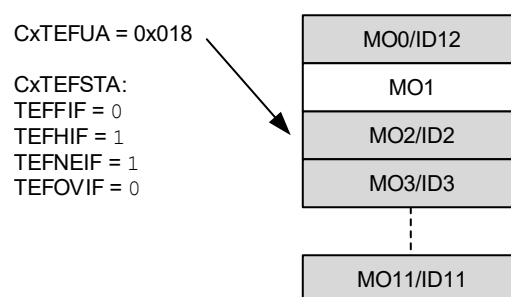 CxTEFUA = 0x018
CxTEFSTA:
TEFFIF = 0
TEFHIF = 1
TEFNEIF = 1
TEFOVIF = 0
MO0/ID12
MO1
MO2/ID2
MO3/ID3
MO11/ID11